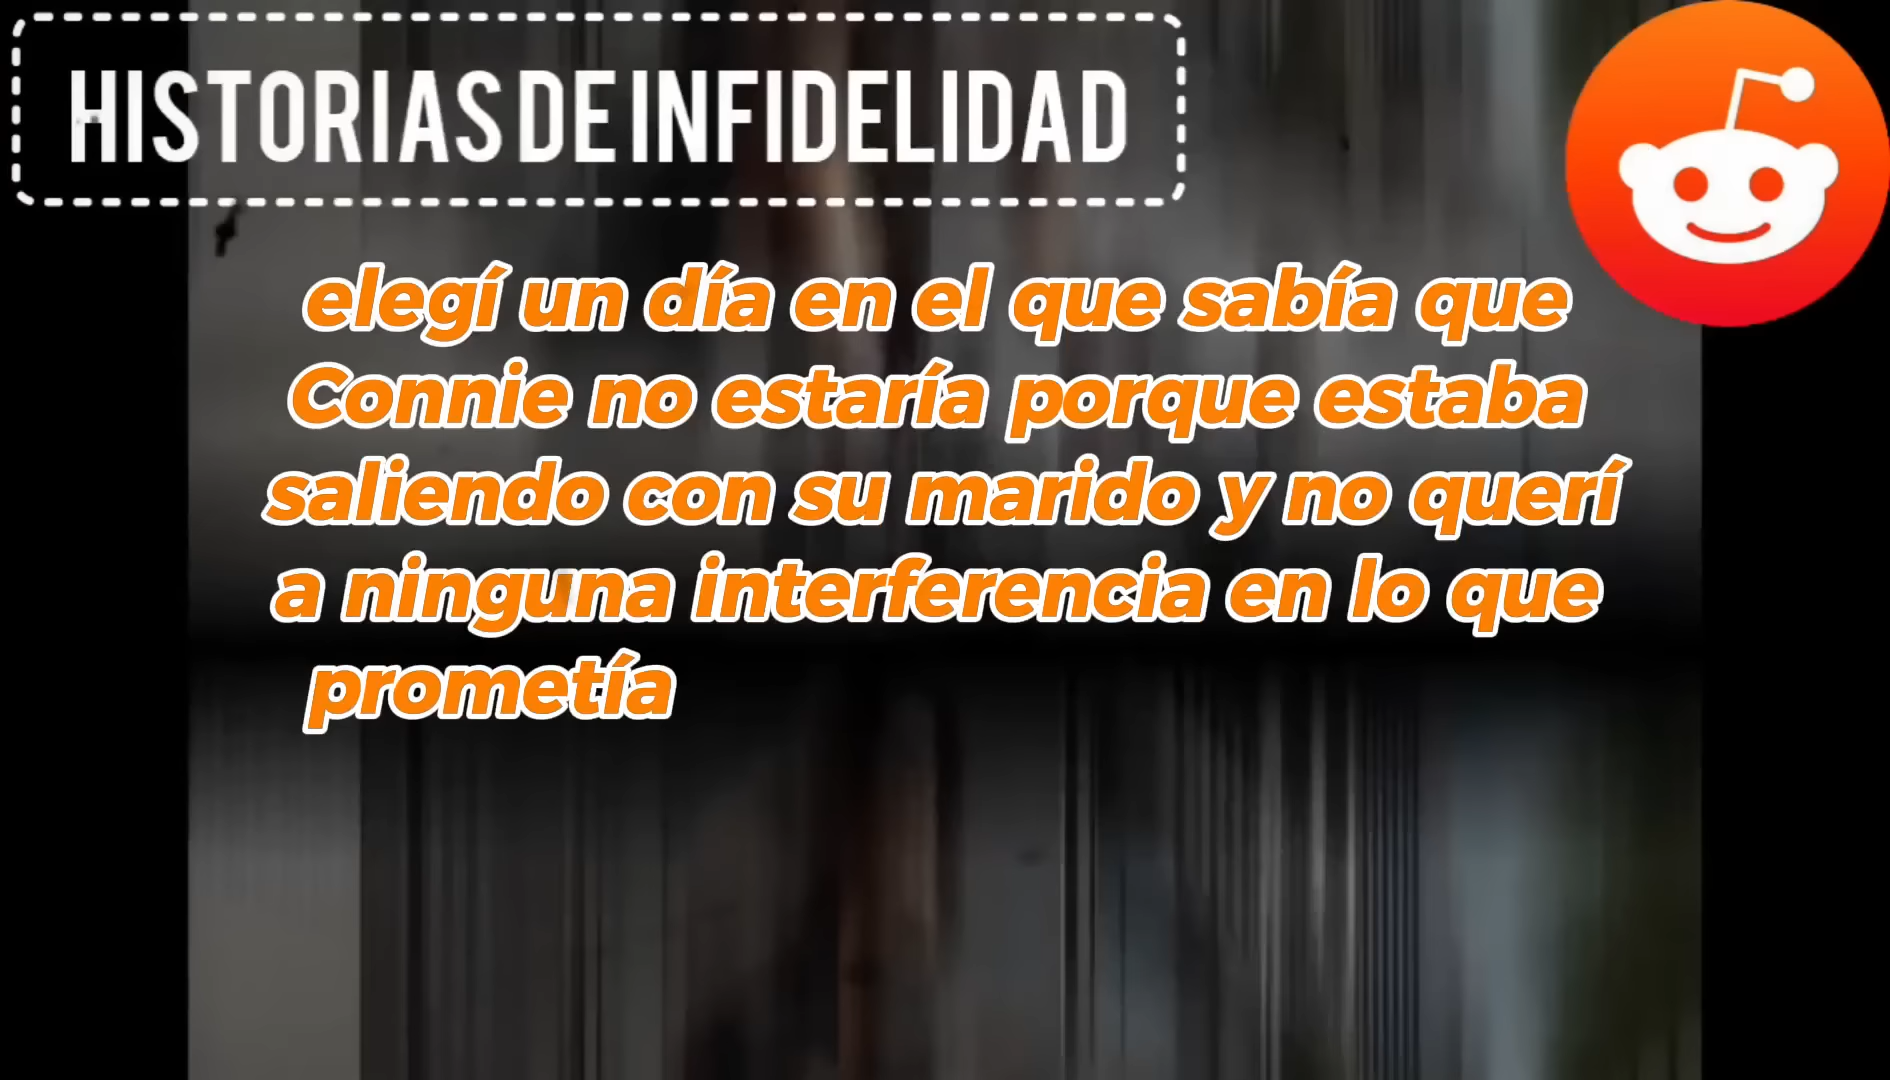 HISTORIAS DE INFIDELIDAD
elegí un día en el que sabía que
Connie no estaría porque estaba
saliendo con su marido y no querí
a ninguna interferencia en lo que
prometía